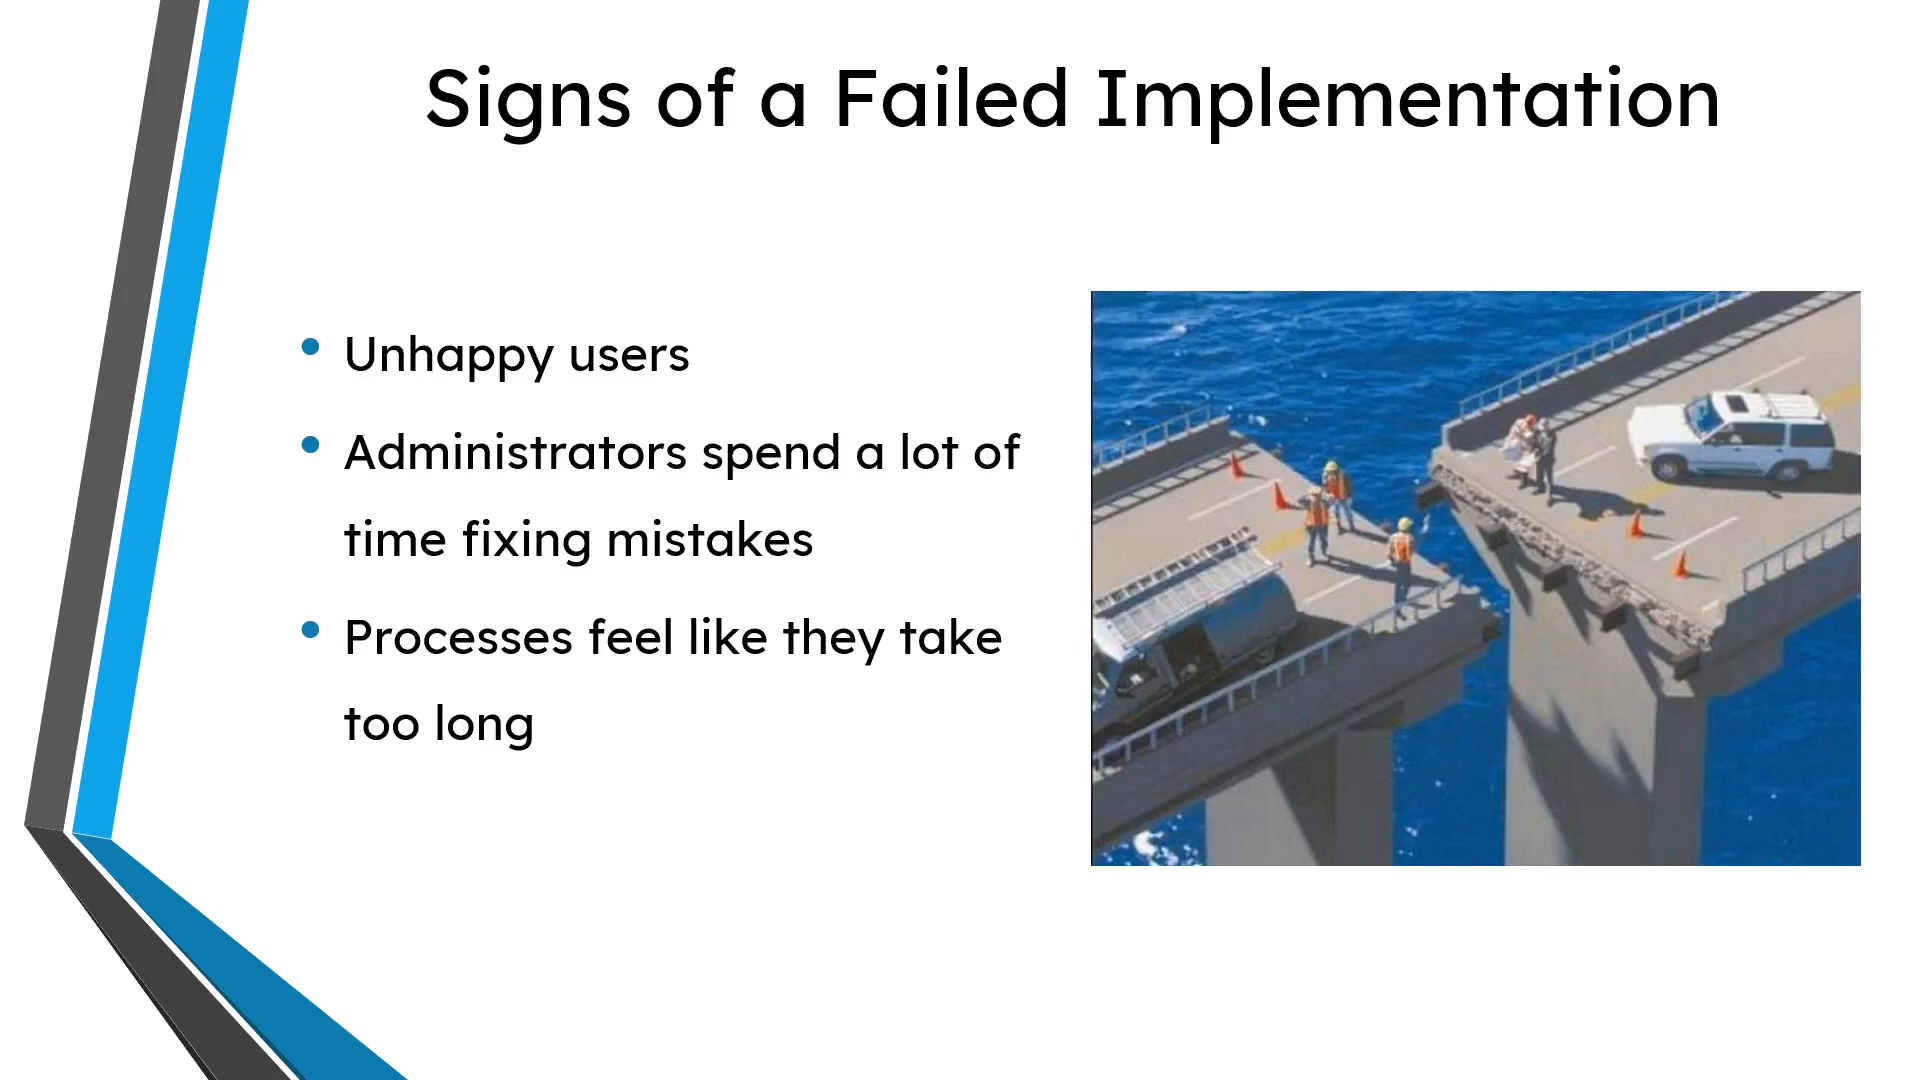 Signs of a Failed Implementation
• Unhappy users
• Administrators spend a lot of
time fixing mistakes
• Processes feel like they take
too long